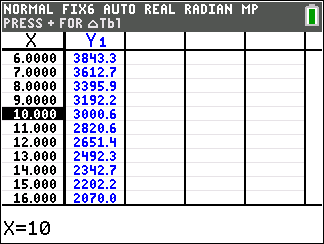 NORMAL FIX6 AUTO REAL RADIAN MP
PRESS + FOR △Tbl
X Y1
6.0000 3843.3
7.0000 3612.7
8.0000 3395.9
9.0000 3192.2
10.000 3000.6
11.000 2820.6
12.000 2651.4
13.000 2492.3
14.000 2342.7
15.000 2202.2
16.000 2070.0
X=10